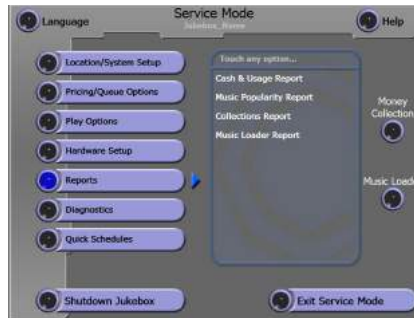 Language
Service Mode
Jukebox_Name
Help
Location/System Setup
Pricing/Queue Options
Play Options
Hardware Setup
Reports
Diagnostics
Quick Schedules
Touch any option...
Cash & Usage Report
Music Popularity Report
Collections Report
Music Loader Report
Money
Collection
Music Load
Shutdown Jukebox
Exit Service Mode